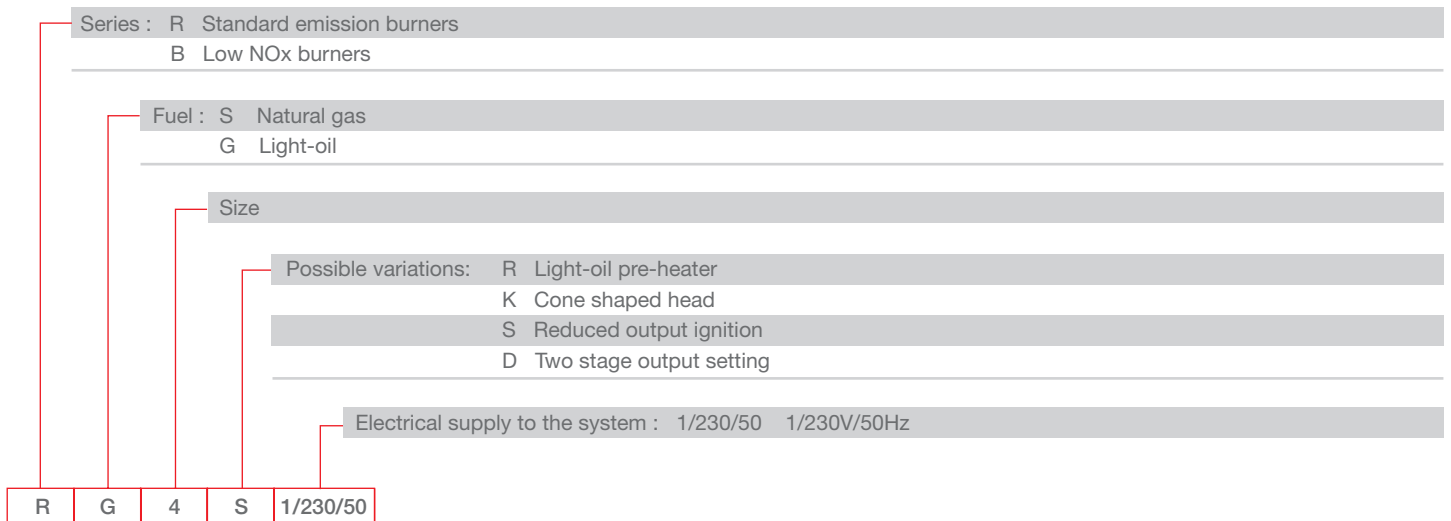 Series : R Standard emission burners
B Low NOx burners
Fuel : S Natural gas
G Light-oil
Size
Possible variations: R Light-oil pre-heater
K Cone shaped head
S Reduced output ignition
D Two stage output setting
Electrical supply to the system : 1/230/50 1/230V/50Hz
R G 4 S 1/230/50